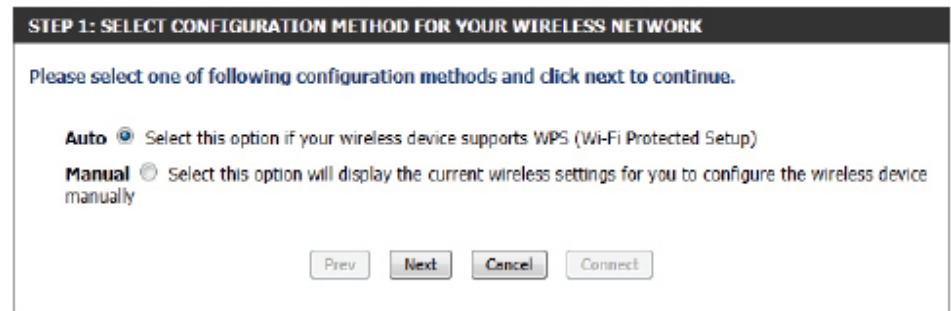 STEP 1: SELECT CONFIGURATION METHOD FOR YOUR WIRELESS NETWORK
Please select one of following configuration methods and click next to continue.
Auto Select this option if your wireless device supports WPS (Wi-Fi Protected Setup)
Manual Select this option will display the current wireless settings for you to configure the wireless device
manually
Prev Next Cancel Connect